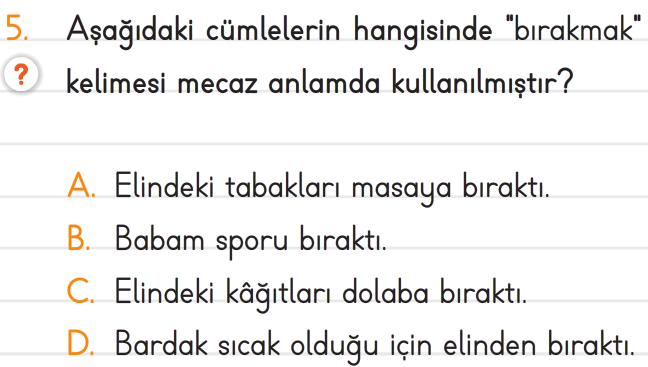 5. Aşağıdaki cümlelerin hangisinde "bırakmak"
? kelimesi mecaz anlamda kullanılmıştır?
A. Elindeki tabakları masaya bıraktı.
B. Babam sporu bıraktı.
C. Elindeki kâğıtları dolaba bıraktı.
D. Bardak sıcak olduğu için elinden bıraktı.